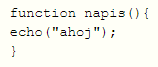 function napis(){
echo("ahoj");
}